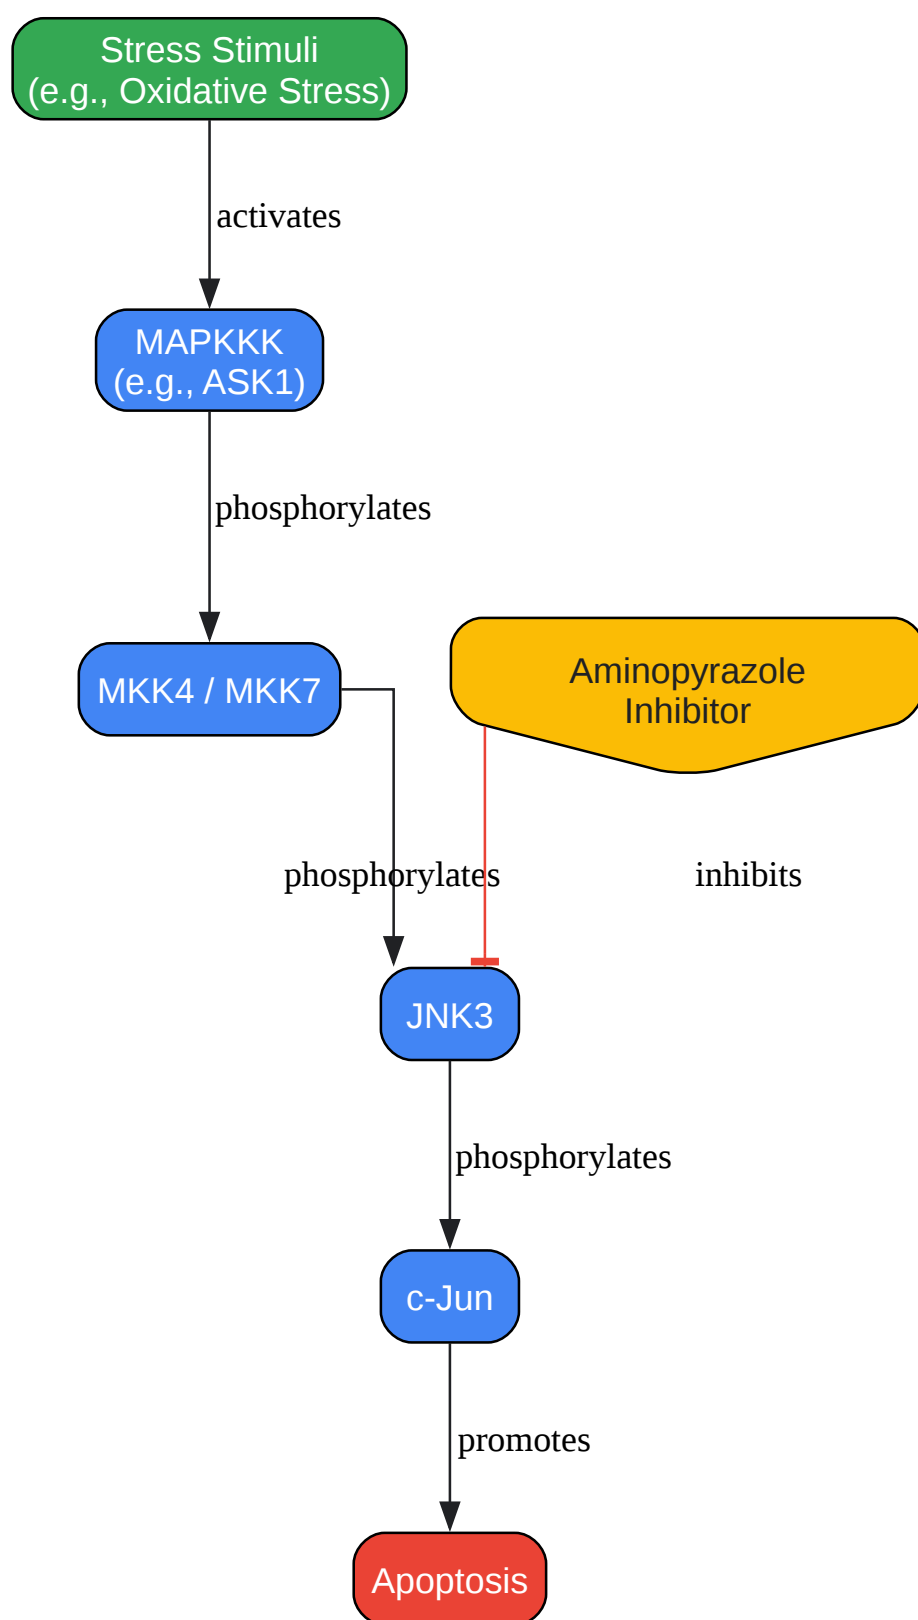 Stress Stimuli
(e.g., Oxidative Stress)
activates
MAPKKK
(e.g., ASK1)
phosphorylates
MKK4 / MKK7
Aminopyrazole
Inhibitor
phosphorylates
inhibits
JNK3
phosphorylates
c-Jun
promotes
Apoptosis